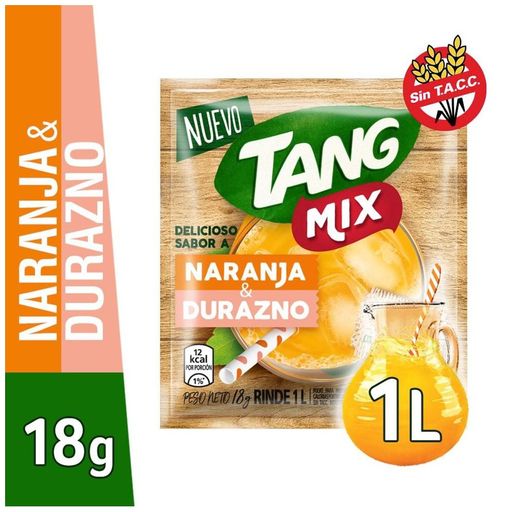 NARANJA &
DURAZNO
18g
Sin T.A.C.C.
NUEVO
TANG
MIX
DELICIOSO
SABOR A
NARANJA
&
DURAZNO
12
kcal
POR PORCIÓN
1%*
PESO NETO 18g RINDE 1L
1L